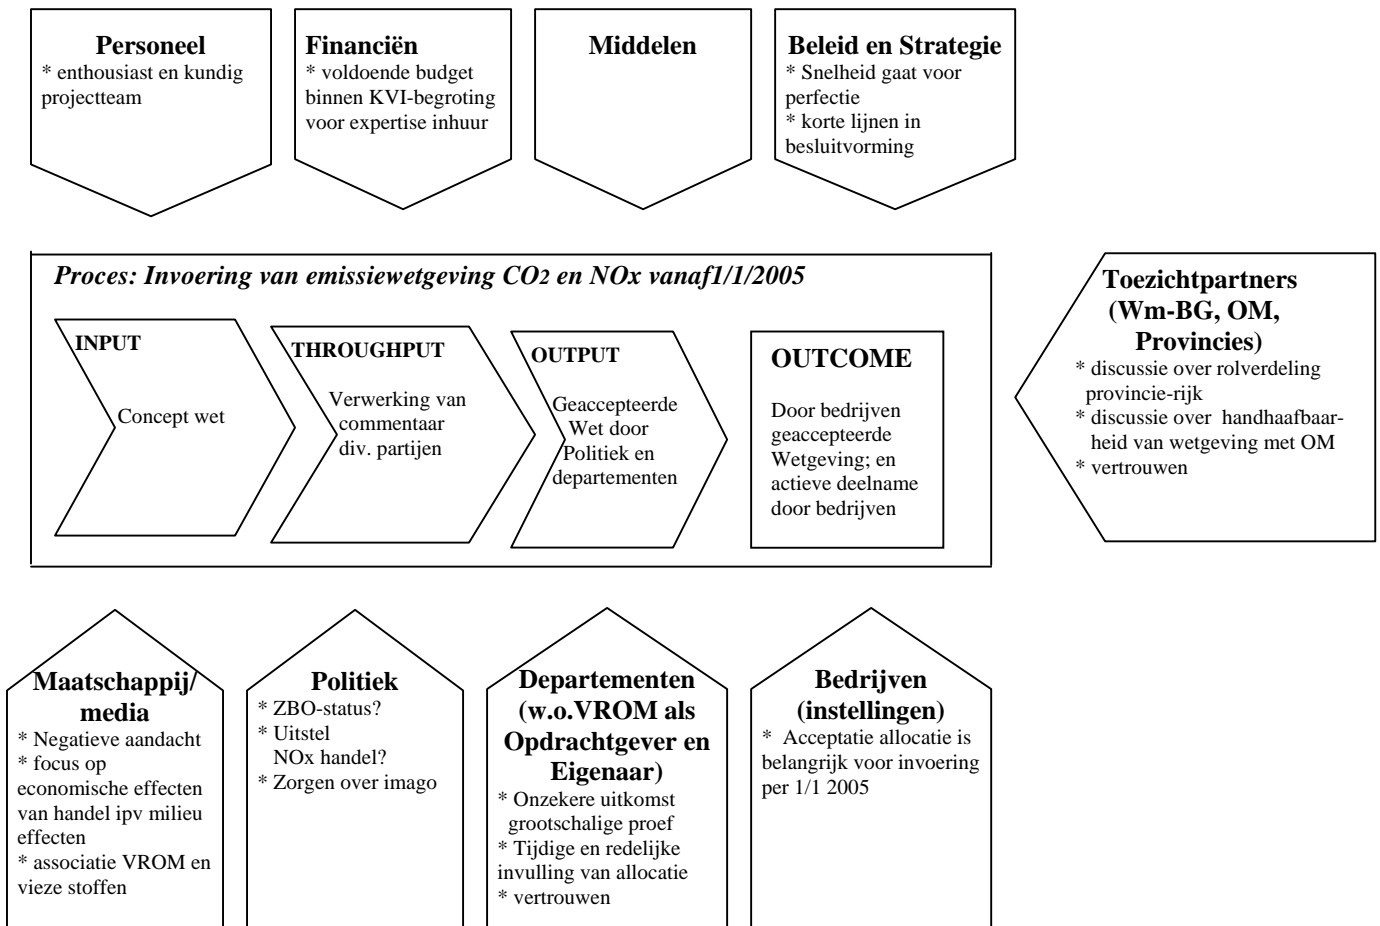 Personeel
* enthousiast en kundig
projectteam
Financiën
* voldoende budget
binnen KVI-begroting
voor expertise inhuur
Middelen
Beleid en Strategie
* Snelheid gaat voor
perfectie
* korte lijnen in
besluitvorming
Proces: Invoering van emissiewetgeving CO2 en NOx vanaf1/1/2005
INPUT
Concept wet
THROUGHPUT
Verwerking van
commentaar
div. partijen
OUTPUT
Geaccepteerde
Wet door
Politiek en
departementen
OUTCOME
Door bedrijven
geaccepteerde
Wetgeving; en
actieve deelname
door bedrijven
Toezichtpartners
(Wm-BG, OM,
Provincies)
* discussie over rolverdeling
provincie-rijk
* discussie over handhaafbaar-
heid van wetgeving met OM
* vertrouwen
Maatschappij/
media
* Negatieve aandacht
* focus op
economische effecten
van handel ipv milieu
effecten
* associatie VROM en
vieze stoffen
Politiek
* ZBO-status?
* Uitstel
NOx handel?
* Zorgen over imago
Departementen
(w.o.VROM als
Opdrachtgever en
Eigenaar)
* Onzekere uitkomst
grootschalige proef
* Tijdige en redelijke
invulling van allocatie
* vertrouwen
Bedrijven
(instellingen)
* Acceptatie allocatie is
belangrijk voor invoering
per 1/1 2005